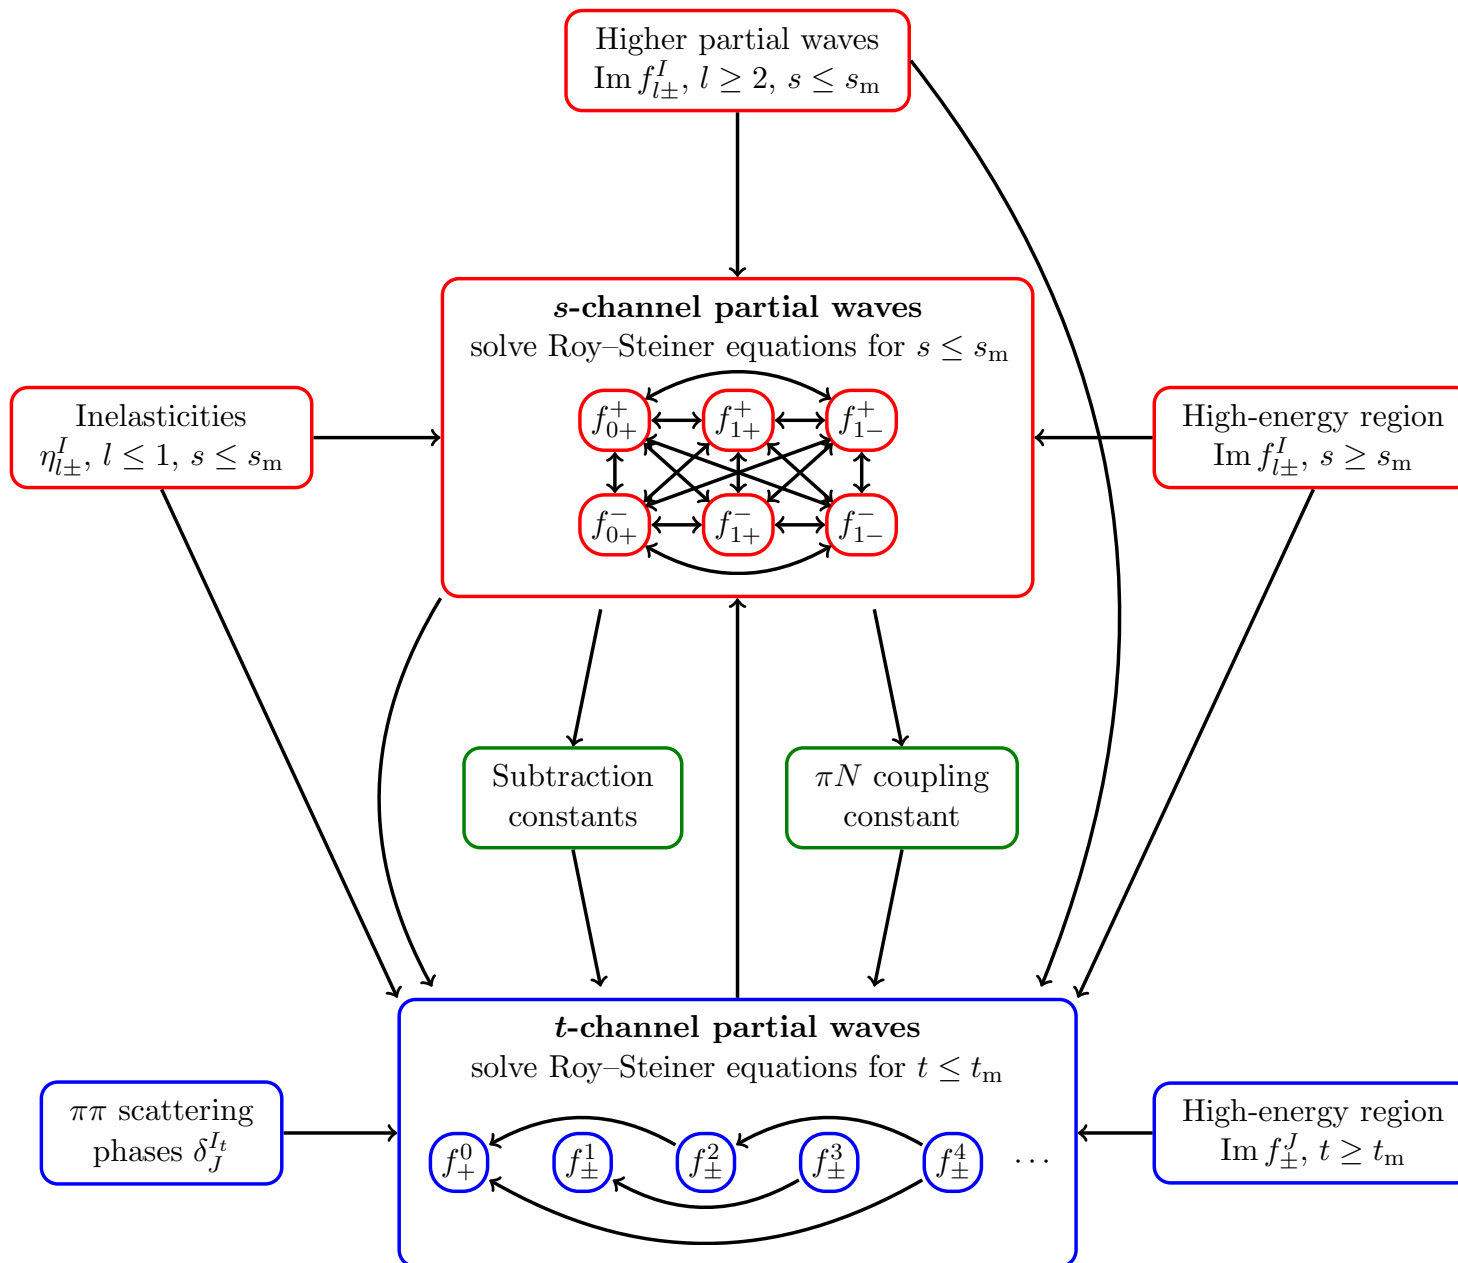 Higher partial waves
Im f^I_{l±}, l ≥ 2, s ≤ s_m
s-channel partial waves
solve Roy–Steiner equations for s ≤ s_m
f^+_{0+} f^+_{1+} f^+_{1−}
f^−_{0+} f^−_{1+} f^−_{1−}
Inelasticities
η^I_{l±}, l ≤ 1, s ≤ s_m
High-energy region
Im f^I_{l±}, s ≥ s_m
Subtraction
constants
πN coupling
constant
t-channel partial waves
solve Roy–Steiner equations for t ≤ t_m
f^0_+ f^1_± f^2_± f^3_± f^4_± ⋯
ππ scattering
phases δ^{I_t}_J
High-energy region
Im f^J_±, t ≥ t_m